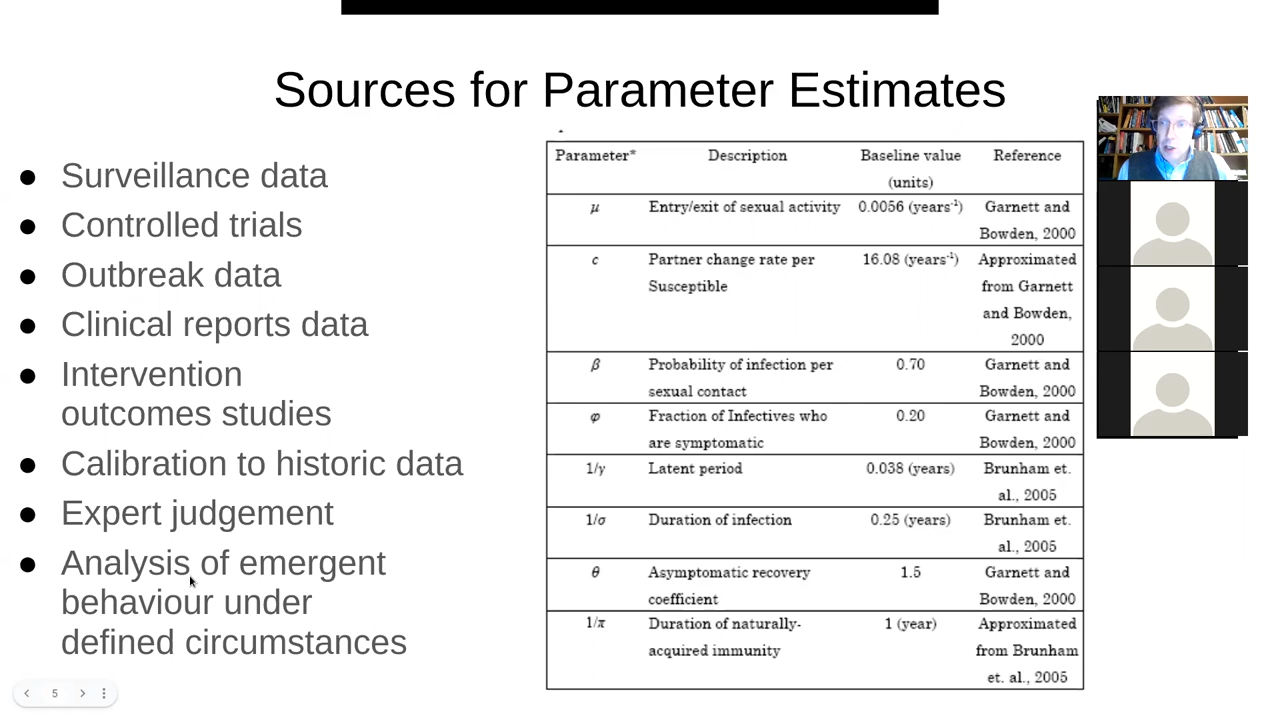 Sources for Parameter Estimates
● Surveillance data
● Controlled trials
● Outbreak data
● Clinical reports data
● Intervention
outcomes studies
● Calibration to historic data
● Expert judgement
● Analysis of emergent
behaviour under
defined circumstances
Parameter* Description Baseline value Reference
(units)
μ Entry/exit of sexual activity 0.0056 (years⁻¹) Garnett and
Bowden, 2000
c Partner change rate per 16.08 (years⁻¹) Approximated
Susceptible from Garnett
and Bowden,
2000
β Probability of infection per 0.70 Garnett and
sexual contact Bowden, 2000
φ Fraction of Infectives who 0.20 Garnett and
are symptomatic Bowden, 2000
1/γ Latent period 0.038 (years) Brunham et.
al., 2005
1/σ Duration of infection 0.25 (years) Brunham et.
al., 2005
θ Asymptomatic recovery 1.5 Garnett and
coefficient Bowden, 2000
1/π Duration of naturally- 1 (year) Approximated
acquired immunity from Brunham
et. al., 2005
5